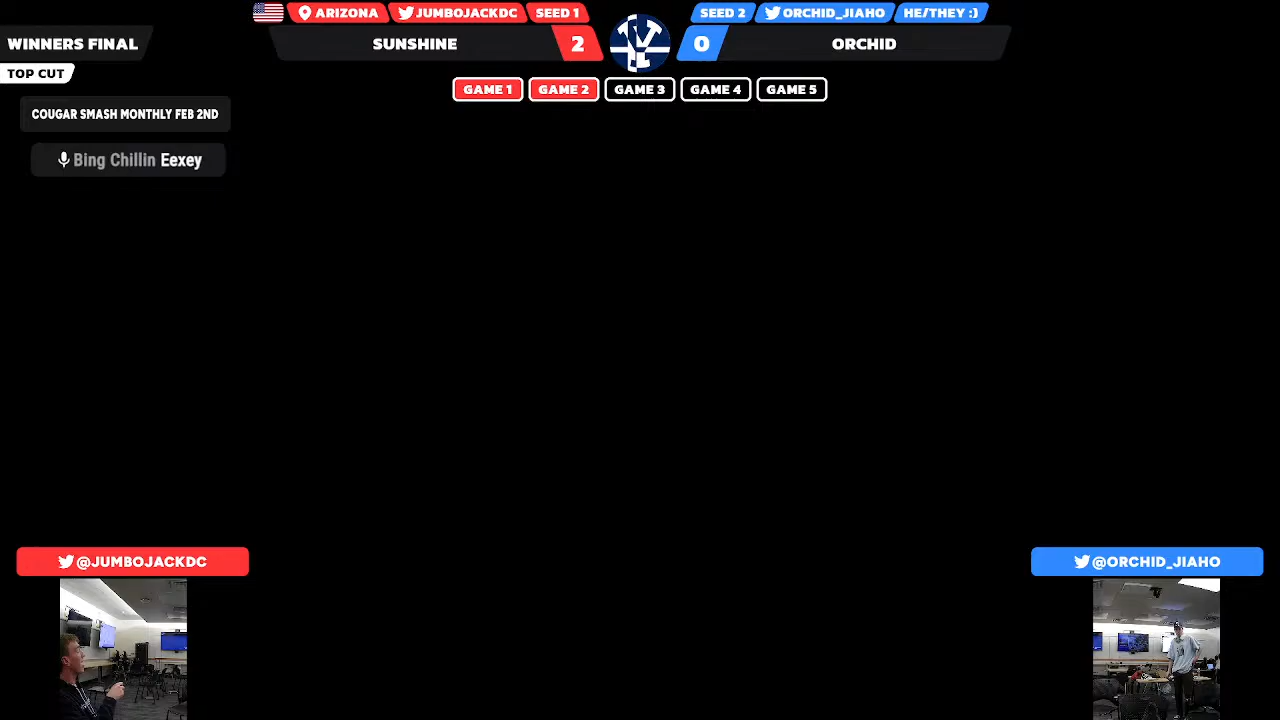 ARIZONA JUMBOJACKDC SEED 1
SEED 2 ORCHID_JIAHO HE/THEY :)
WINNERS FINAL
SUNSHINE 2
0 ORCHID
TOP CUT
GAME 1 GAME 2 GAME 3 GAME 4 GAME 5
COUGAR SMASH MONTHLY FEB 2ND
Bing Chillin Eexey
@JUMBOJACKDC
@ORCHID_JIAHO